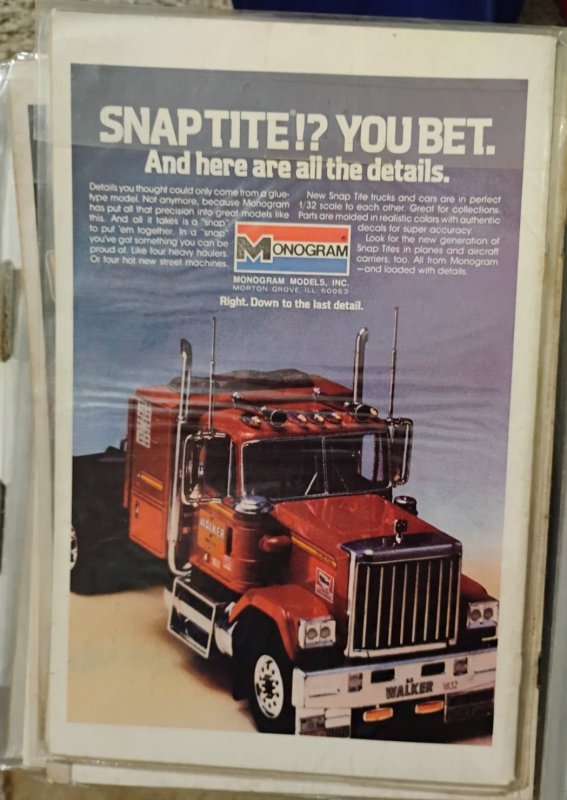 SNAP TITE®!? YOU BET.
And here are all the details.
Details you thought could only come from a glue-
type model. Not anymore, because Monogram
has put all that precision into great models like
this. And all it takes is a "snap"
to put 'em together. In a "snap"
you've got something you can be
proud of. Like four heavy haulers.
Or four hot new street machines.
New Snap Tite trucks and cars are in perfect
1/32 scale to each other. Great for collections.
Parts are molded in realistic colors with authentic
decals for super accuracy.
Look for the new generation of
Snap Tites in planes and aircraft
carriers, too. All from Monogram
—and loaded with details.
MONOGRAM
MONOGRAM MODELS, INC.
MORTON GROVE, ILL. 60053
Right. Down to the last detail.
WALKER
WALKER 1832